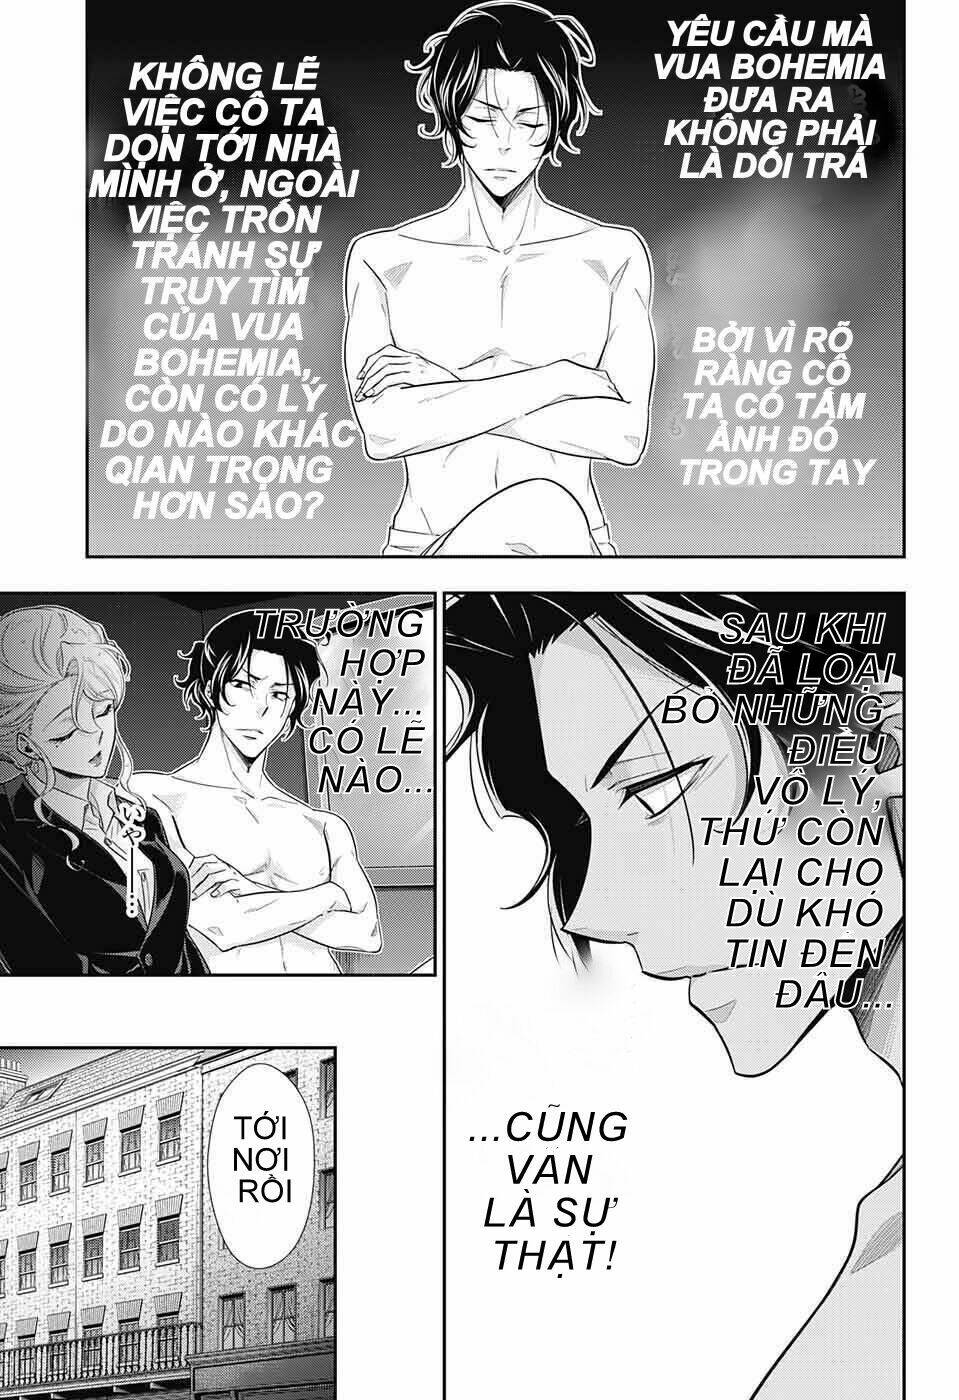 YÊU CẦU MÀ
VUA BOHEMIA
ĐƯA RA
KHÔNG PHẢI
LÀ DỐI TRÁ
BỞI VÌ RÕ
RÀNG CÔ
TA CÓ TẤM
ẢNH ĐÓ
TRONG TAY
KHÔNG LẼ
VIỆC CÔ TA
DỌN TỚI NHÀ
MÌNH Ở, NGOÀI
VIỆC TRỐN
TRÁNH SỰ
TRUY TÌM
CỦA VUA
BOHEMIA,
CÒN CÓ LÝ
DO NÀO KHÁC
QIAN TRỌNG
HƠN SAO?
SAU KHI
ĐÃ LOẠI
BỎ NHỮNG
ĐIỀU
VÔ LÝ,
THỨ CÒN
LẠI CHO
DÙ KHÓ
TIN ĐẾN
ĐÂU...
...CŨNG
VẪN
LÀ SỰ
THẬT!
TRƯỜNG
HỢP
NÀY...
CÓ LẼ
NÀO...
いや……
TỚI
NƠI
RỒI